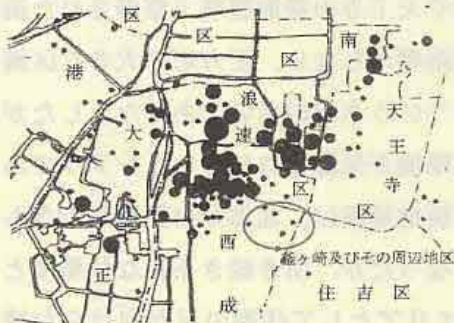 区
区
区
南
港
浪
天
大
速
王
寺
区
区
西
釜ヶ崎及びその周辺地区
正
成
住吉区